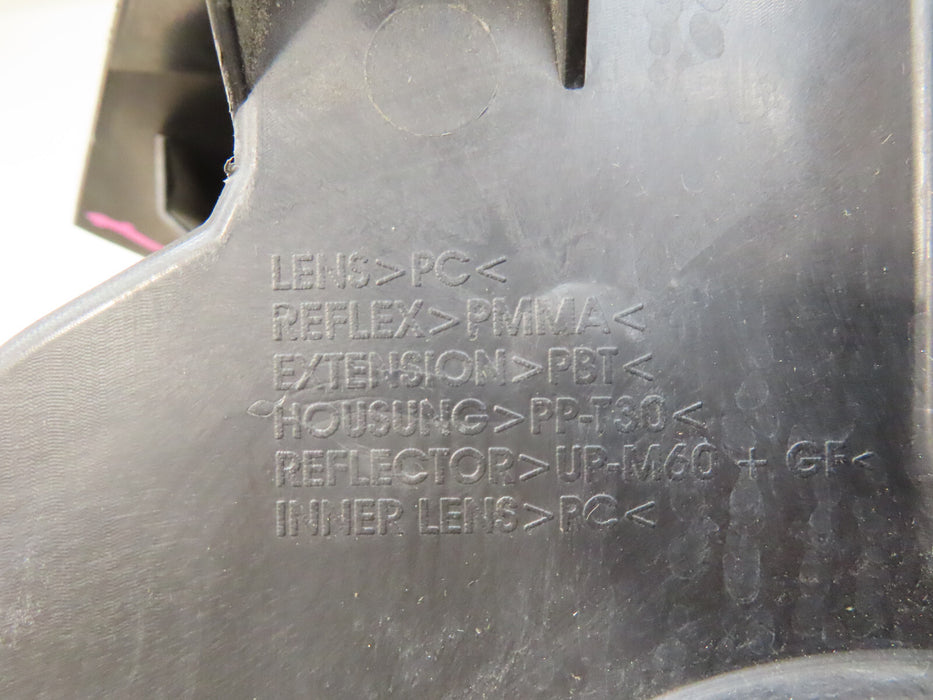 LENS>PC<
REFLEX>PMMA<
EXTENSION>PBT<
HOUSUNG>PP-T30<
REFLECTOR>UP-M60 + GF<
INNER LENS>PC<